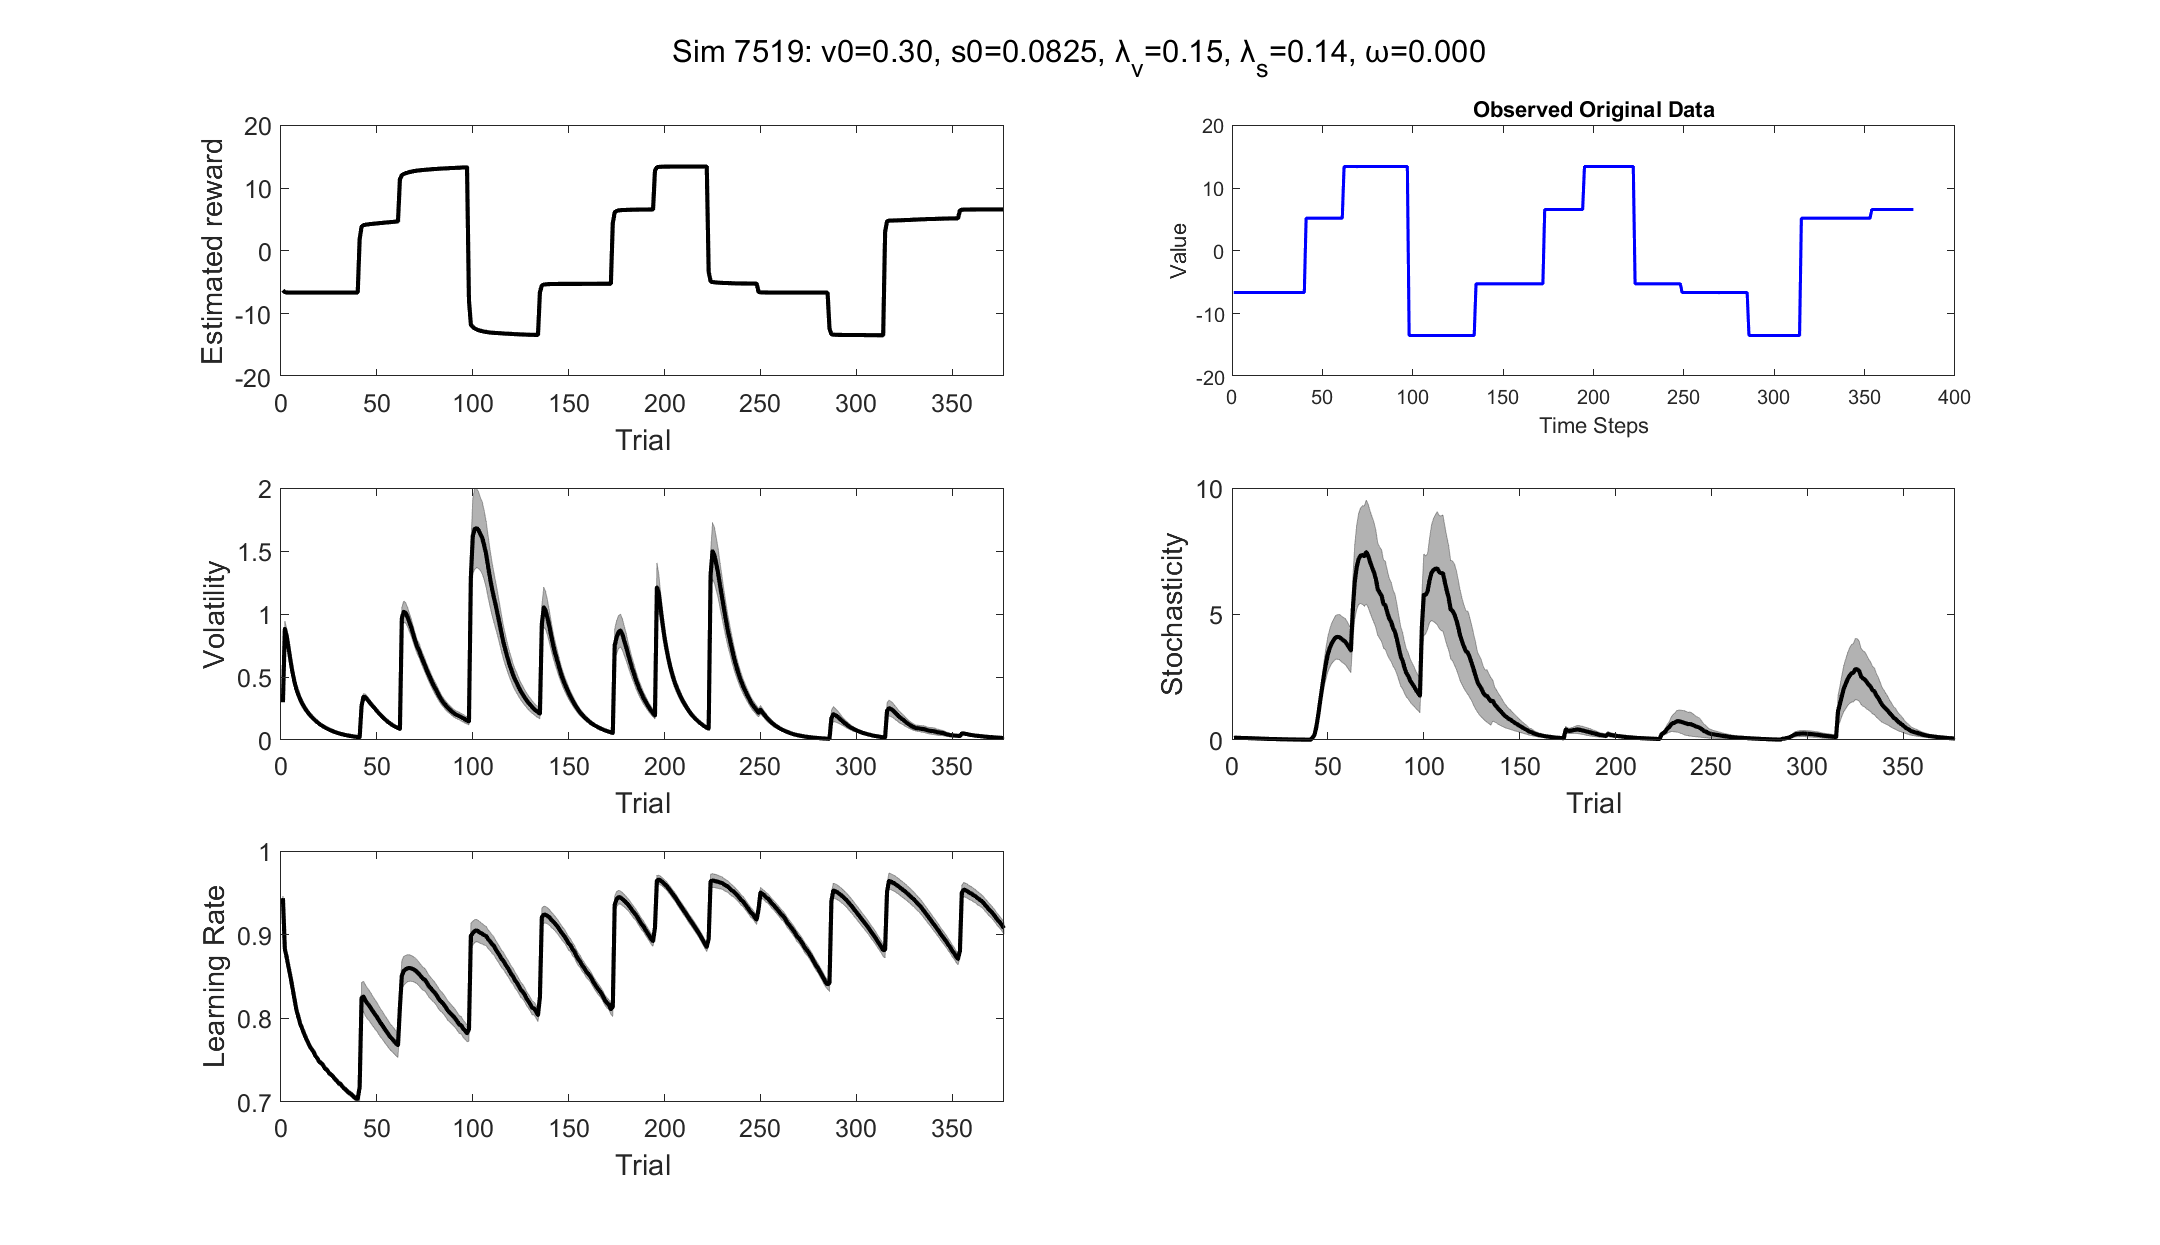 Sim 7519: v0=0.30, s0=0.0825, λ_v=0.15, λ_s=0.14, ω=0.000
Estimated reward
20
10
0
-10
-20
0 50 100 150 200 250 300 350
Trial
Observed Original Data
Value
20
10
0
-10
-20
0 50 100 150 200 250 300 350 400
Time Steps
Volatility
2
1.5
1
0.5
0
0 50 100 150 200 250 300 350
Trial
Stochasticity
10
5
0
0 50 100 150 200 250 300 350
Trial
Learning Rate
1
0.9
0.8
0.7
0 50 100 150 200 250 300 350
Trial